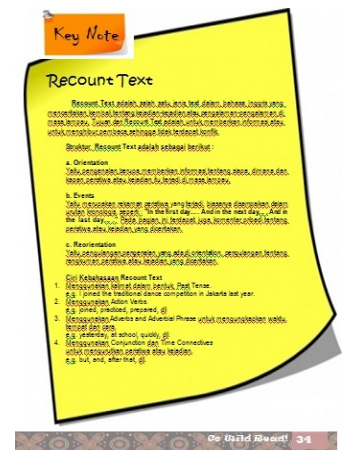 Key Note
Recount Text
Recount Text adalah salah satu jenis text dalam bahasa Inggris yang
menceritakan kembali tentang kejadian-kejadian atau pengalaman-pengalaman di
masa lampau. Tujuan dari Recount Text adalah untuk memberikan informasi atau
untuk menghibur pembaca sehingga tidak terdapat konflik.
Struktur Recount Text adalah sebagai berikut :
a. Orientation
Yaitu pengenalan berupa memberikan informasi tentang siapa, dimana dan
kapan peristiwa atau kejadian itu terjadi di masa lampau.
b. Events
Yaitu merupakan rekaman peristiwa yang terjadi, biasanya disampaikan dalam
urutan kronologis, seperti, "In the first day..... And in the next day.... And in
the last day....". Pada bagian ini terdapat juga komentar pribadi tentang
peristiwa atau kejadian yang diceritakan.
c. Reorientation
Yaitu pengulangan pengenalan yang ada di orientation, pengulangan tentang
rangkuman peristiwa atau kejadian yang diceritakan.
Ciri Kebahasaan Recount Text
1. Menggunakan kalimat dalam bentuk Past Tense.
e.g. I joined the traditional dance competition in Jakarta last year.
2. Menggunakan Action Verbs.
e.g. joined, practiced, prepared, dll
3. Menggunakan Adverbs and Adverbial Phrase untuk mengungkapkan waktu,
tempat dan cara.
e.g. yesterday, at school, quickly, dll.
4. Menggunakan Conjunction dan Time Connectives
untuk mengurutkan peristiwa atau kejadian.
e.g. but, and, after that, dll.
Go Wild Read! 34